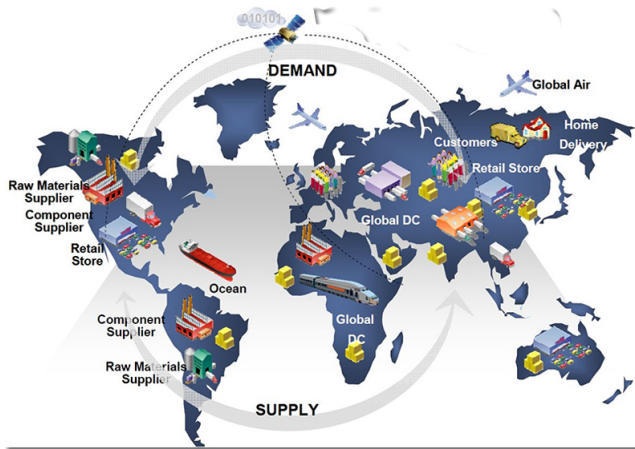 010101
DEMAND
Global Air
Home
Delivery
Customers
Retail Store
Raw Materials
Supplier
Component
Supplier
Retail
Store
Global DC
Ocean
Component
Supplier
Global
DC
Raw Materials
Supplier
SUPPLY